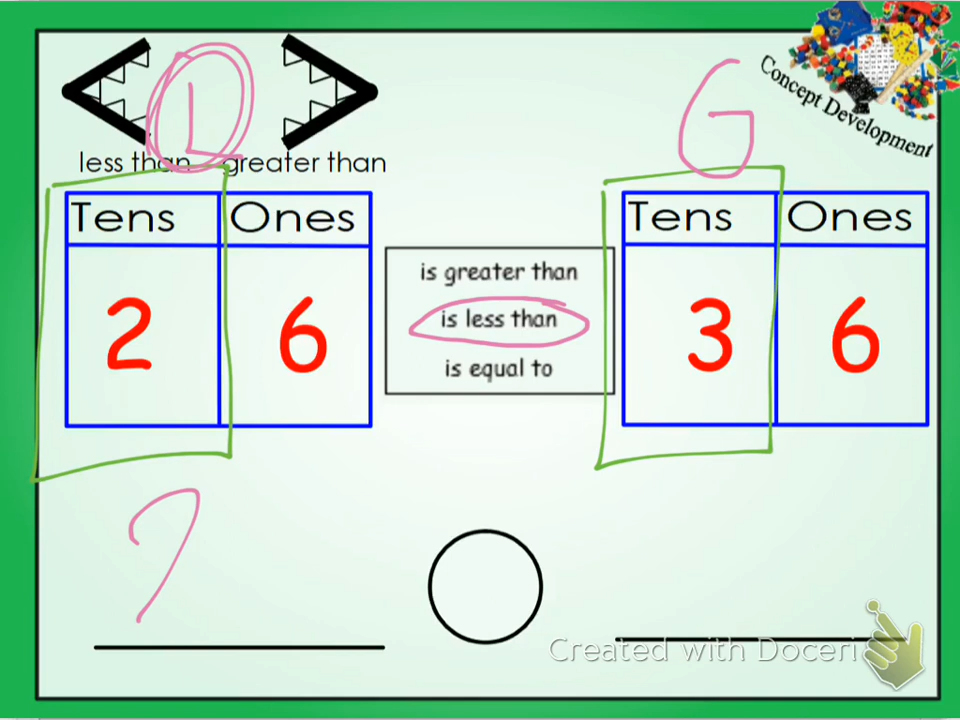 Concept Development
L
G
less than greater than
Tens Ones
2 6
is greater than
is less than
is equal to
Tens Ones
3 6
Created with Doceri